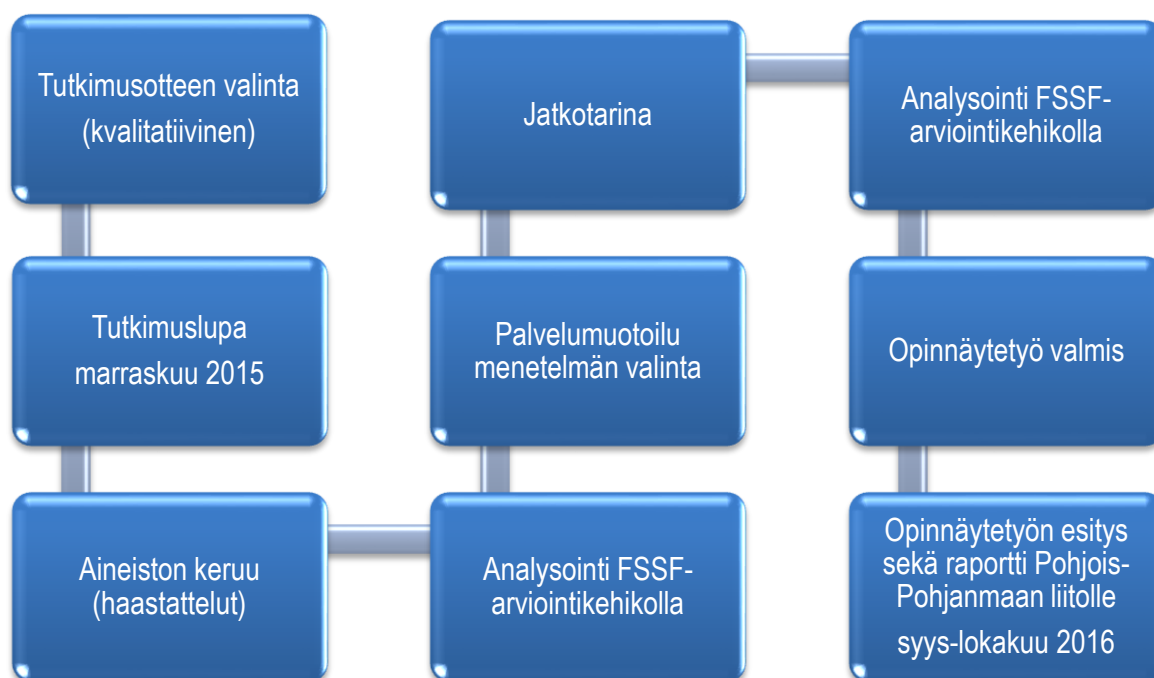 Tutkimusotteen valinta
(kvalitatiivinen)
Tutkimuslupa
marraskuu 2015
Aineiston keruu
(haastattelut)
Analysointi FSSF-
arviointikehikolla
Palvelumuotoilu
menetelmän valinta
Jatkotarina
Analysointi FSSF-
arviointikehikolla
Opinnäytetyö valmis
Opinnäytetyön esitys
sekä raportti Pohjois-
Pohjanmaan liitolle
syys-lokakuu 2016